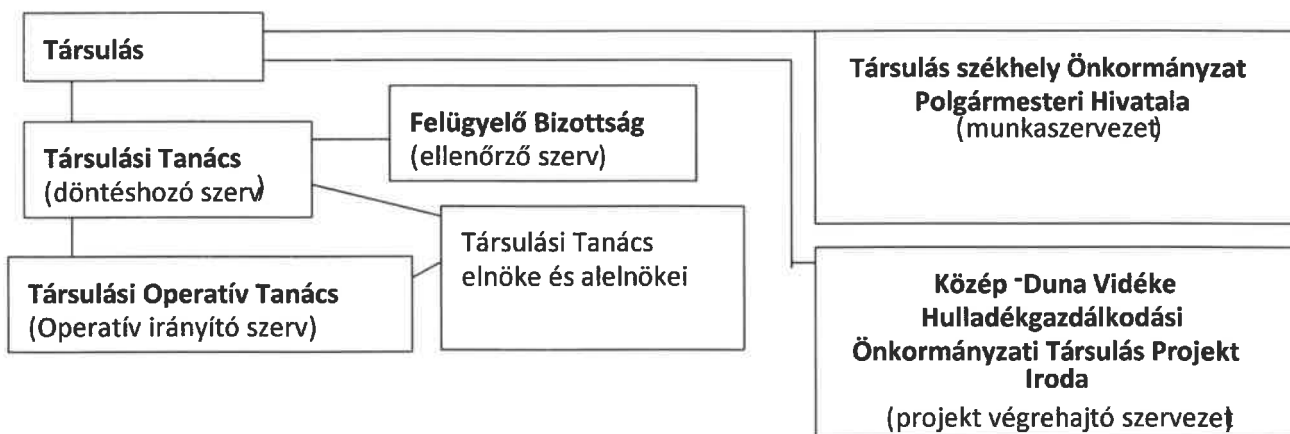 Társulás
Társulási Tanács
(döntéshozó szerv)
Társulási Operatív Tanács
(Operatív irányító szerv)
Felügyelő Bizottság
(ellenőrző szerv)
Társulási Tanács
elnöke és alelnökei
Társulás székhely Önkormányzat
Polgármesteri Hivatala
(munkaszervezet)
Közép -Duna Vidéke
Hulladékgazdálkodási
Önkormányzati Társulás Projekt
Iroda
(projekt végrehajtó szervezet)